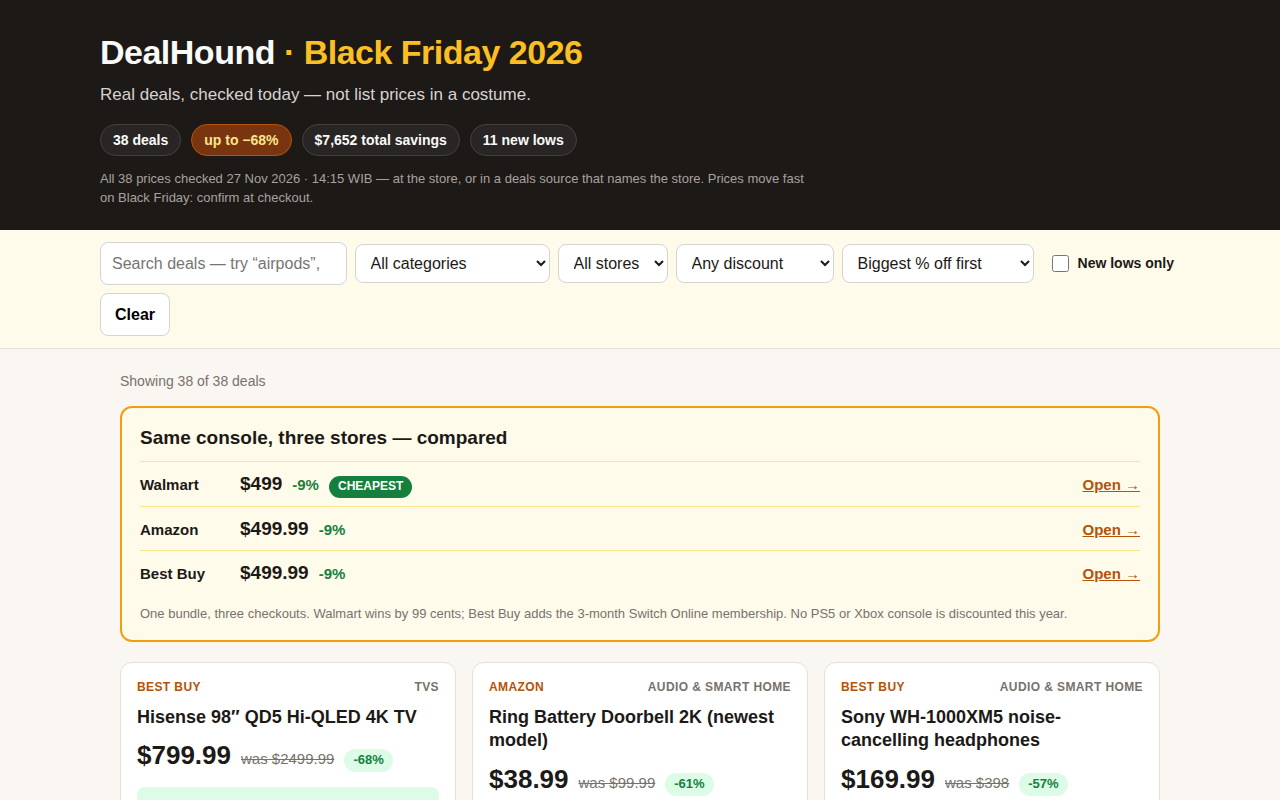 DealHound · Black Friday 2026
Real deals, checked today — not list prices in a costume.
38 deals up to −68% $7,652 total savings 11 new lows
All 38 prices checked 27 Nov 2026 · 14:15 WIB — at the store, or in a deals source that names the store. Prices move fast
on Black Friday: confirm at checkout.
Search deals — try “airpods”, All categories All stores Any discount Biggest % off first New lows only
Clear
Showing 38 of 38 deals
Same console, three stores — compared
Walmart $499 -9% CHEAPEST Open →
Amazon $499.99 -9% Open →
Best Buy $499.99 -9% Open →
One bundle, three checkouts. Walmart wins by 99 cents; Best Buy adds the 3-month Switch Online membership. No PS5 or Xbox console is discounted this year.
BEST BUY TVS
Hisense 98″ QD5 Hi-QLED 4K TV
$799.99 was $2499.99 -68%
AMAZON AUDIO & SMART HOME
Ring Battery Doorbell 2K (newest
model)
$38.99 was $99.99 -61%
BEST BUY AUDIO & SMART HOME
Sony WH-1000XM5 noise-
cancelling headphones
$169.99 was $398 -57%